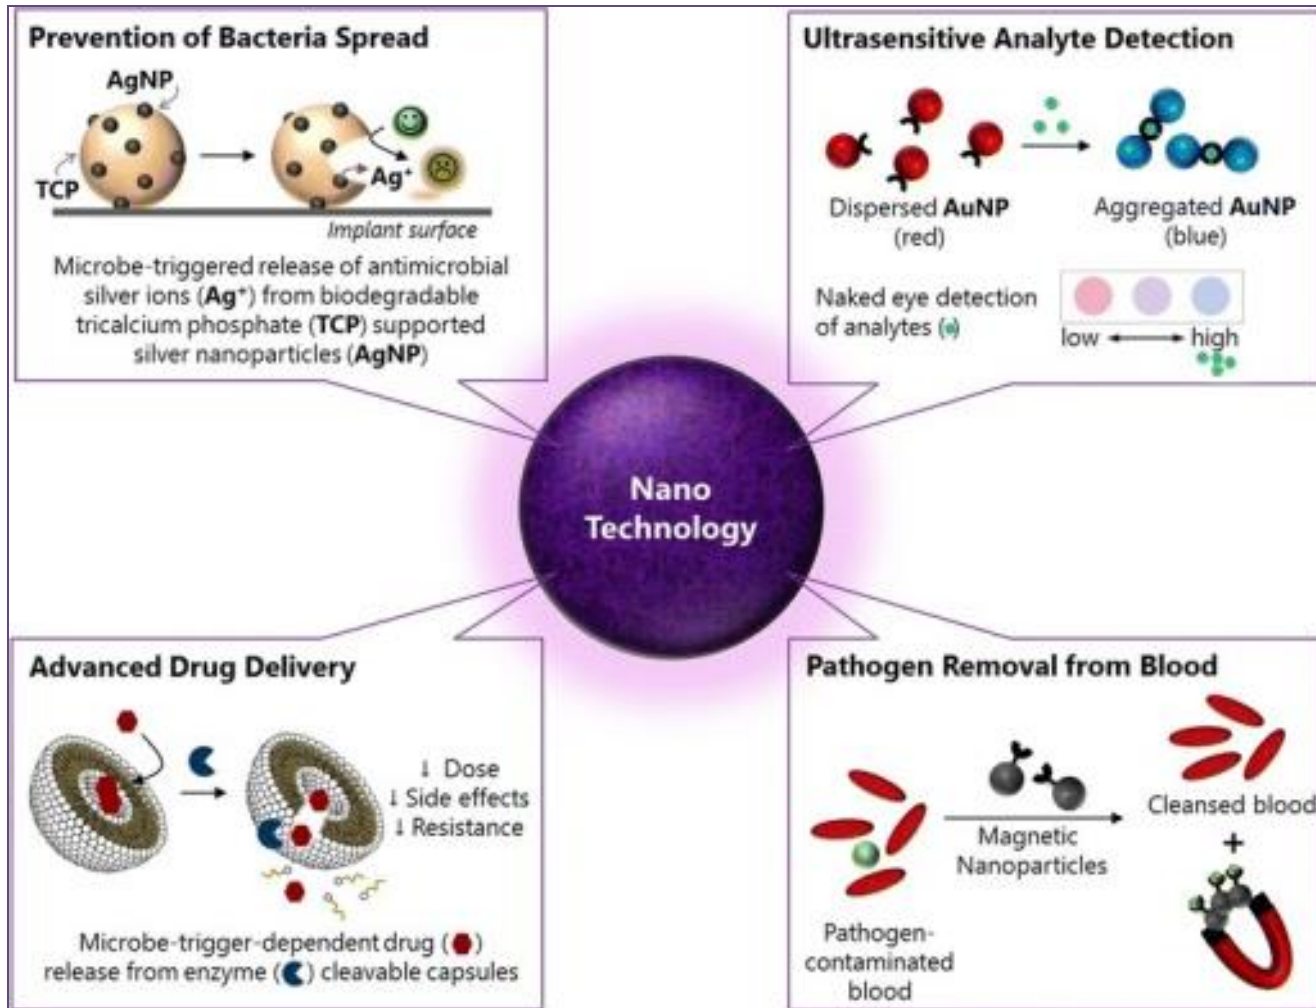 Prevention of Bacteria Spread
AgNP
TCP
Ag⁺
Implant surface
Microbe-triggered release of antimicrobial
silver ions (Ag⁺) from biodegradable
tricalcium phosphate (TCP) supported
silver nanoparticles (AgNP)
Ultrasensitive Analyte Detection
Dispersed AuNP
(red)
Aggregated AuNP
(blue)
Naked eye detection
of analytes ( )
low
high
Nano
Technology
Advanced Drug Delivery
↓ Dose
↓ Side effects
↓ Resistance
Microbe-trigger-dependent drug ( )
release from enzyme ( ) cleavable capsules
Pathogen Removal from Blood
Magnetic
Nanoparticles
Cleansed blood
+
Pathogen-
contaminated
blood